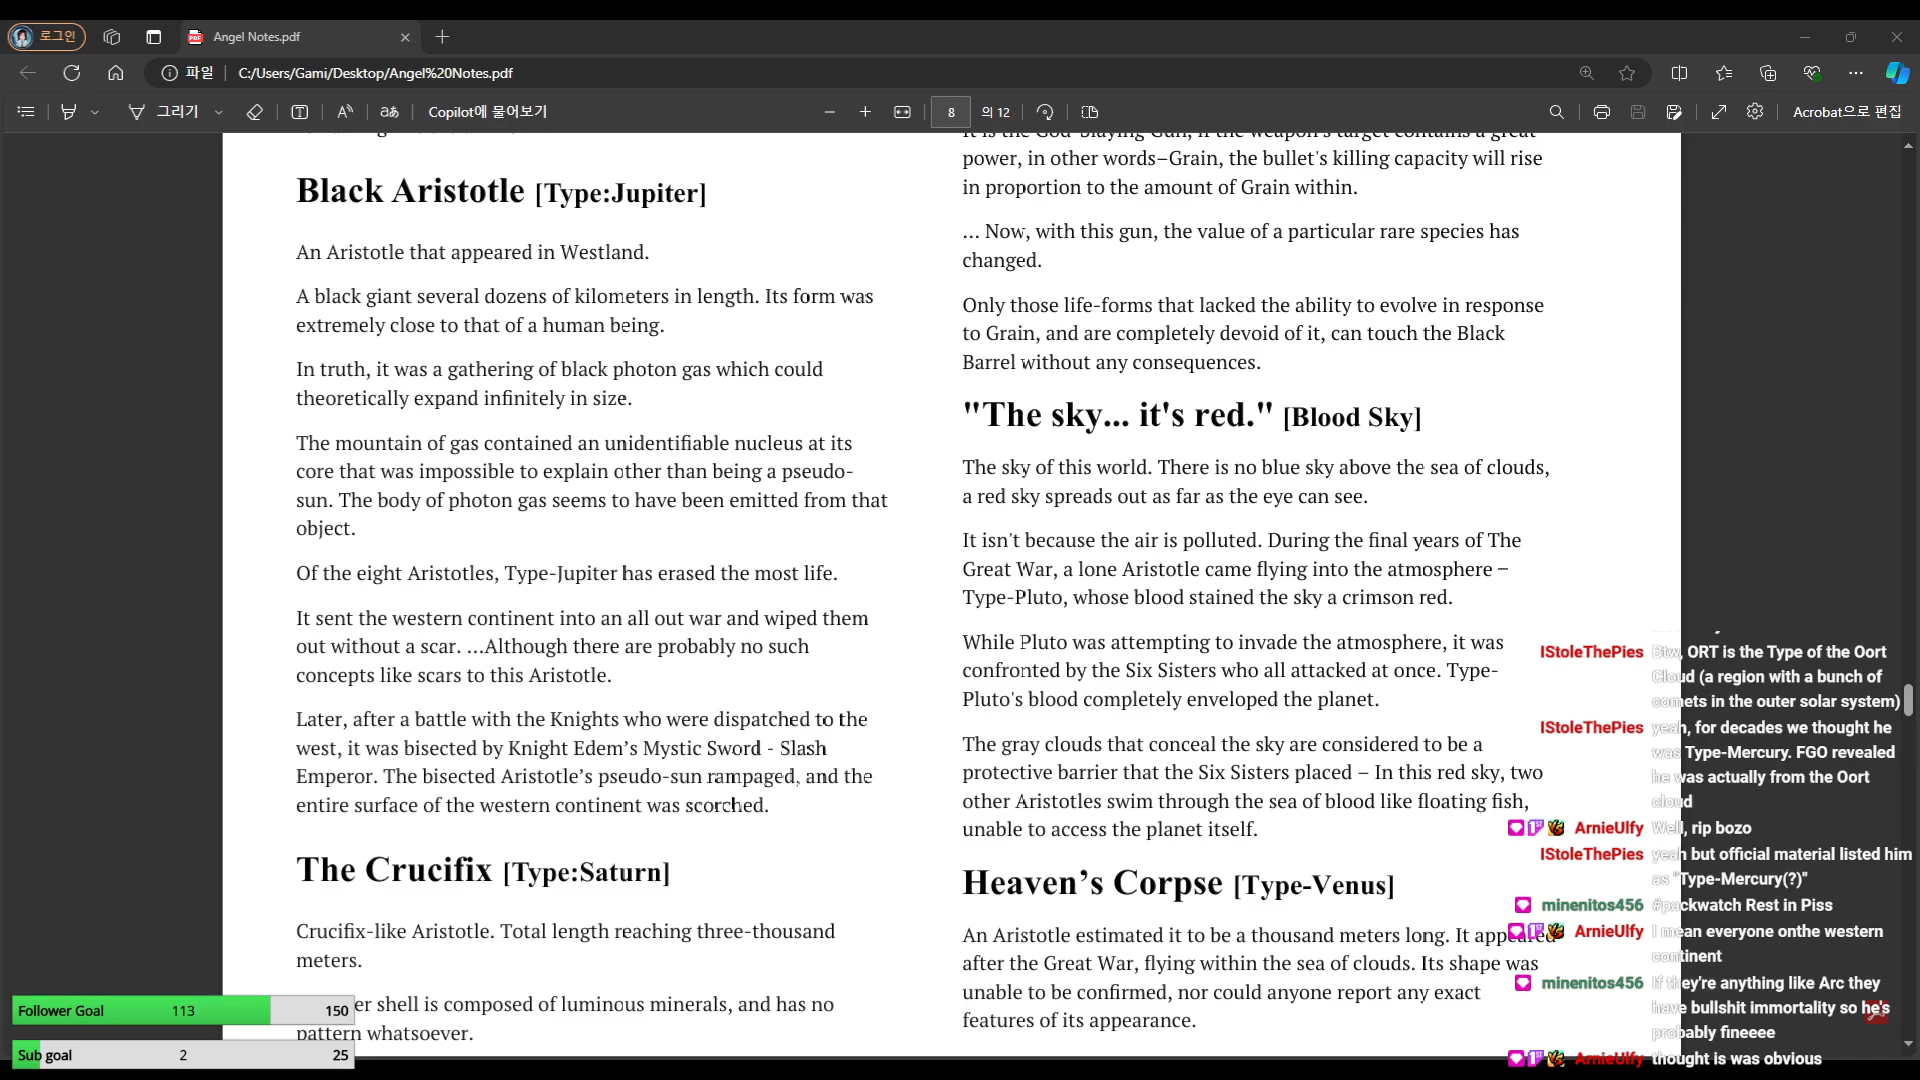 로그인
Angel Notes.pdf
파일
C:/Users/Gami/Desktop/Angel%20Notes.pdf
그리기
Copilot에 물어보기
8
의 12
Acrobat으로 편집
Black Aristotle [Type:Jupiter]
An Aristotle that appeared in Westland.
A black giant several dozens of kilometers in length. Its form was
extremely close to that of a human being.
In truth, it was a gathering of black photon gas which could
theoretically expand infinitely in size.
The mountain of gas contained an unidentifiable nucleus at its
core that was impossible to explain other than being a pseudo-
sun. The body of photon gas seems to have been emitted from that
object.
Of the eight Aristotles, Type-Jupiter has erased the most life.
It sent the western continent into an all out war and wiped them
out without a scar. …Although there are probably no such
concepts like scars to this Aristotle.
Later, after a battle with the Knights who were dispatched to the
west, it was bisected by Knight Edem’s Mystic Sword - Slash
Emperor. The bisected Aristotle’s pseudo-sun rampaged, and the
entire surface of the western continent was scorched.
The Crucifix [Type:Saturn]
Crucifix-like Aristotle. Total length reaching three-thousand
meters.
er shell is composed of luminous minerals, and has no
pattern whatsoever.
It is the God-Slaying Gun, if the weapon's target contains a great
power, in other words–Grain, the bullet's killing capacity will rise
in proportion to the amount of Grain within.
… Now, with this gun, the value of a particular rare species has
changed.
Only those life-forms that lacked the ability to evolve in response
to Grain, and are completely devoid of it, can touch the Black
Barrel without any consequences.
"The sky... it's red." [Blood Sky]
The sky of this world. There is no blue sky above the sea of clouds,
a red sky spreads out as far as the eye can see.
It isn't because the air is polluted. During the final years of The
Great War, a lone Aristotle came flying into the atmosphere –
Type-Pluto, whose blood stained the sky a crimson red.
While Pluto was attempting to invade the atmosphere, it was
confronted by the Six Sisters who all attacked at once. Type-
Pluto's blood completely enveloped the planet.
The gray clouds that conceal the sky are considered to be a
protective barrier that the Six Sisters placed – In this red sky, two
other Aristotles swim through the sea of blood like floating fish,
unable to access the planet itself.
Heaven’s Corpse [Type-Venus]
An Aristotle estimated it to be a thousand meters long. It appeared
after the Great War, flying within the sea of clouds. Its shape was
unable to be confirmed, nor could anyone report any exact
features of its appearance.
IStoleThePies Btw, ORT is the Type of the Oort
Cloud (a region with a bunch of
comets in the outer solar system)
IStoleThePies yeah, for decades we thought he
was Type-Mercury. FGO revealed
he was actually from the Oort
cloud
ArnieUlfy Well, rip bozo
IStoleThePies yeah but official material listed him
as "Type-Mercury(?)"
minenitos456 #packwatch Rest in Piss
ArnieUlfy I mean everyone onthe western
continent
minenitos456 If they're anything like Arc they
have bullshit immortality so he's
probably fineeee
ArnieUlfy thought is was obvious
Follower Goal 113 150
Sub goal 2 25